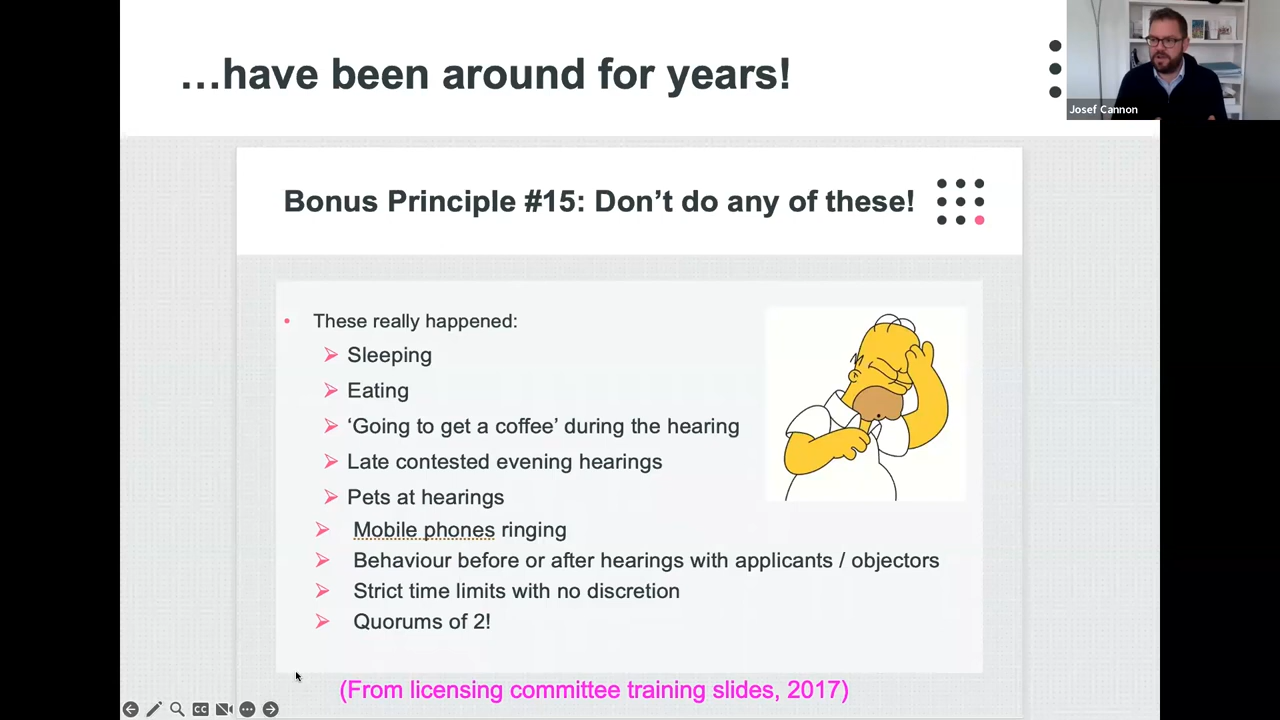 …have been around for years!
Josef Cannon
Bonus Principle #15: Don't do any of these!
• These really happened:
➢ Sleeping
➢ Eating
➢ ‘Going to get a coffee’ during the hearing
➢ Late contested evening hearings
➢ Pets at hearings
➢ Mobile phones ringing
➢ Behaviour before or after hearings with applicants / objectors
➢ Strict time limits with no discretion
➢ Quorums of 2!
(From licensing committee training slides, 2017)
CC